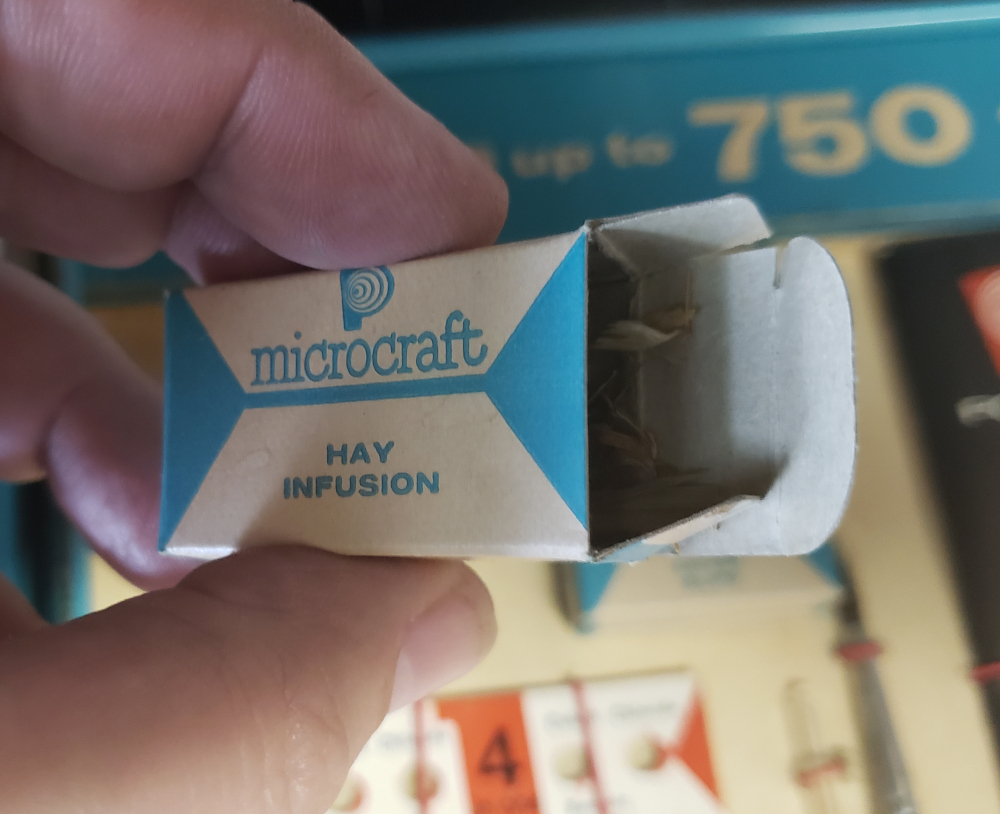 up to 750
microcraft
HAY
INFUSION
4